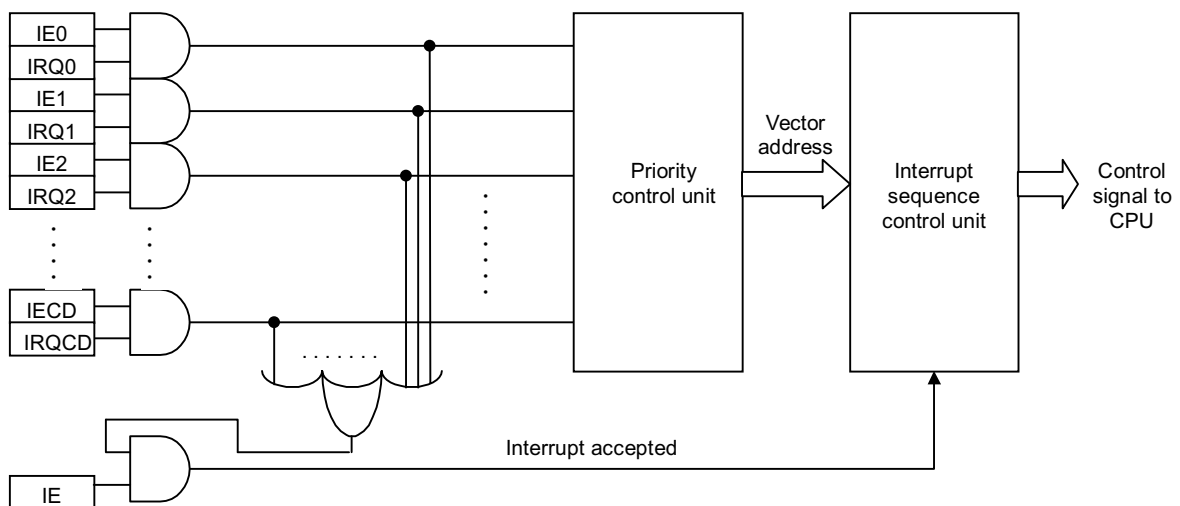 IE0
IRQ0
IE1
IRQ1
IE2
IRQ2
IECD
IRQCD
IE
Priority
control unit
Vector
address
Interrupt
sequence
control unit
Control
signal to
CPU
Interrupt accepted